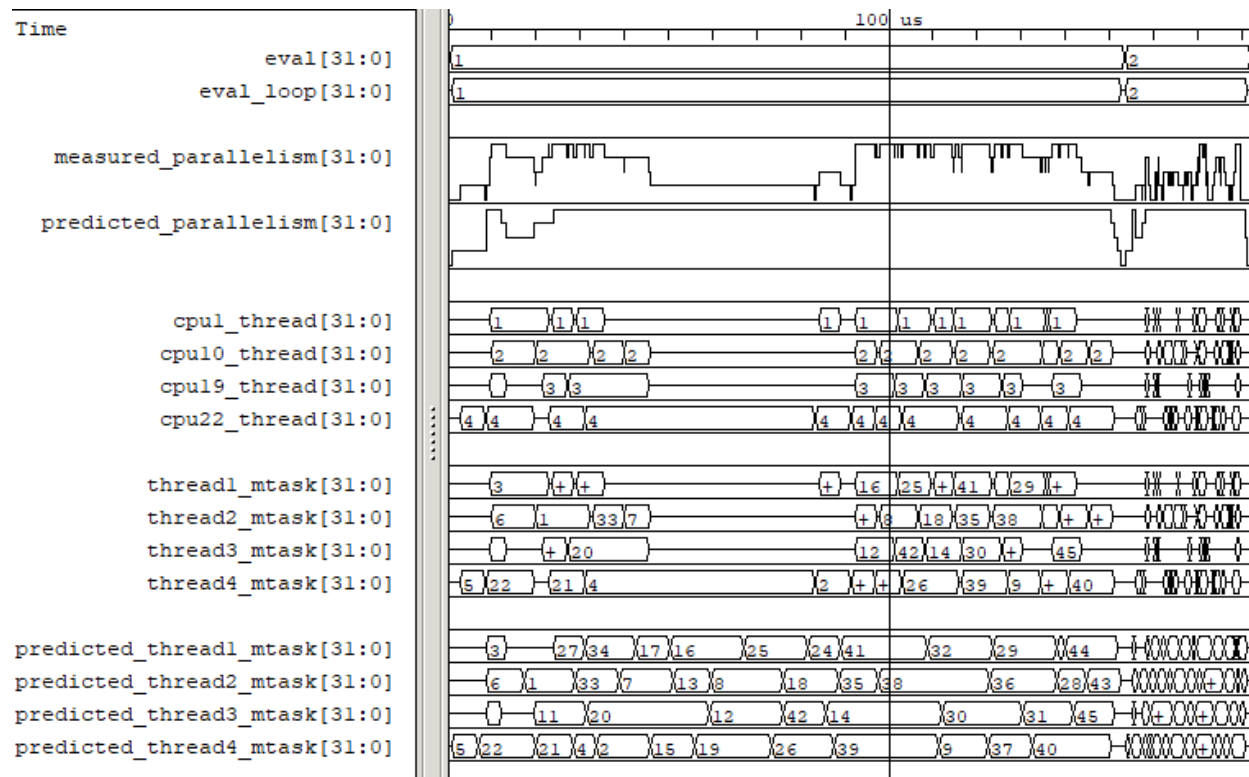 Time 0 100 us
eval[31:0] 1 2
eval_loop[31:0] 1 2
measured_parallelism[31:0]
predicted_parallelism[31:0]
cpu1_thread[31:0] 1 1 1 1 1 1 1 1 1 1
cpu10_thread[31:0] 2 2 2 2 2 2 2 2 2 2 2
cpu19_thread[31:0] 3 3 3 3 3 3 3 3
cpu22_thread[31:0] 4 4 4 4 4 4 4 4 4 4 4 4
thread1_mtask[31:0] 3 + + + 16 25 + 41 29 +
thread2_mtask[31:0] 6 1 33 7 + 8 18 35 38 + +
thread3_mtask[31:0] + 20 12 42 14 30 + 45
thread4_mtask[31:0] 5 22 21 4 2 + + 26 39 9 + 40
predicted_thread1_mtask[31:0] 3 27 34 17 16 25 24 41 32 29 44
predicted_thread2_mtask[31:0] 6 1 33 7 13 8 18 35 38 36 28 43 +
predicted_thread3_mtask[31:0] 11 20 12 42 14 30 31 45 + +
predicted_thread4_mtask[31:0] 5 22 21 4 2 15 19 26 39 9 37 40 +